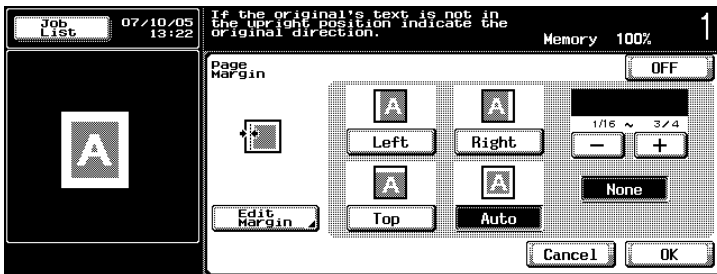 Job
List
07/10/05
13:22
If the original's text is not in
the upright position indicate the
original direction.
Memory 100%
1
Page
Margin
OFF
A
A
A
1/16 ~ 3/4
Left
Right
− +
A
A
None
Edit
Margin
Top
Auto
Cancel
OK